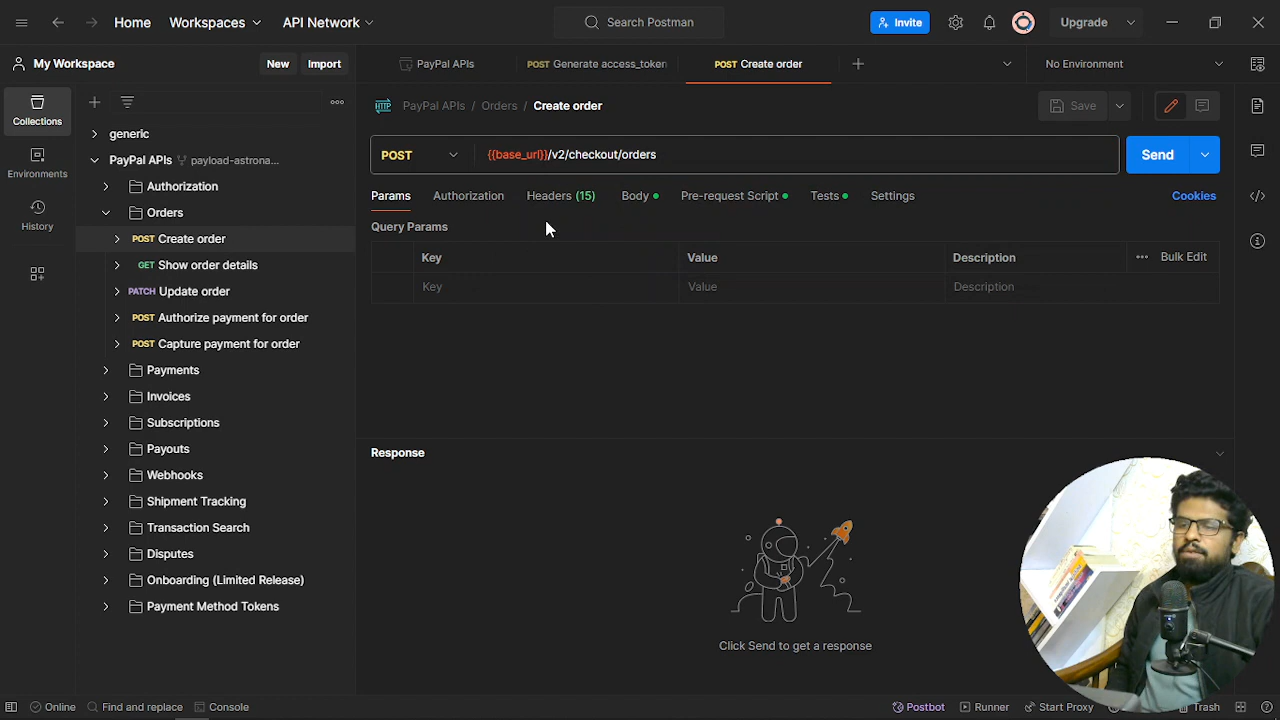 Home
Workspaces
API Network
Search Postman
Invite
Upgrade
My Workspace
New
Import
PayPal APIs
POST Generate access_token
POST Create order
No Environment
Collections
Environments
History
generic
PayPal APIs payload-astrona...
Authorization
Orders
POST Create order
GET Show order details
PATCH Update order
POST Authorize payment for order
POST Capture payment for order
Payments
Invoices
Subscriptions
Payouts
Webhooks
Shipment Tracking
Transaction Search
Disputes
Onboarding (Limited Release)
Payment Method Tokens
HTTP PayPal APIs / Orders / Create order
Save
POST
{{base_url}}/v2/checkout/orders
Send
Params
Authorization
Headers (15)
Body
Pre-request Script
Tests
Settings
Cookies
Query Params
Key
Value
Description
Bulk Edit
Key
Value
Description
Response
Click Send to get a response
Online
Find and replace
Console
Postbot
Runner
Start Proxy
Trash